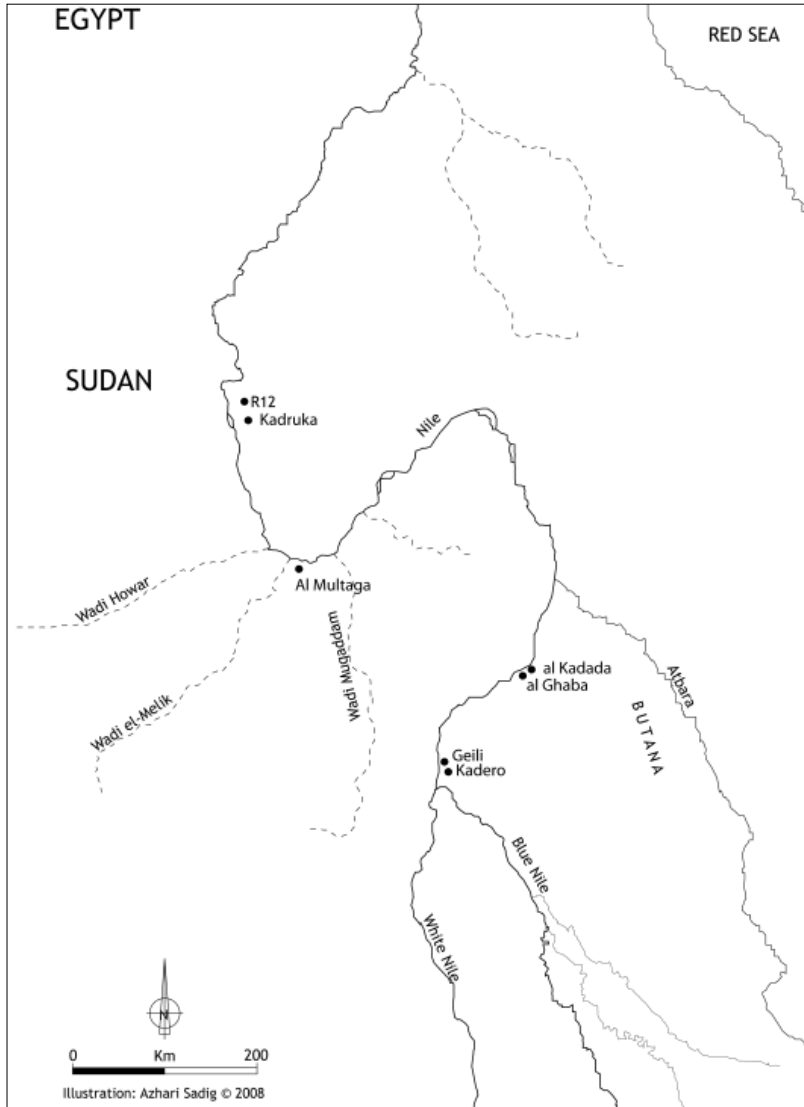 EGYPT
RED SEA
SUDAN
R12
Kadruka
Nile
Al Multaga
Wadi Howar
Wadi Mugaddam
Wadi el-Melik
al Kadada
al Ghaba
Atbara
BUTANA
Geili
Kadero
Blue Nile
White Nile
N
0 Km 200
Illustration: Azhari Sadig © 2008